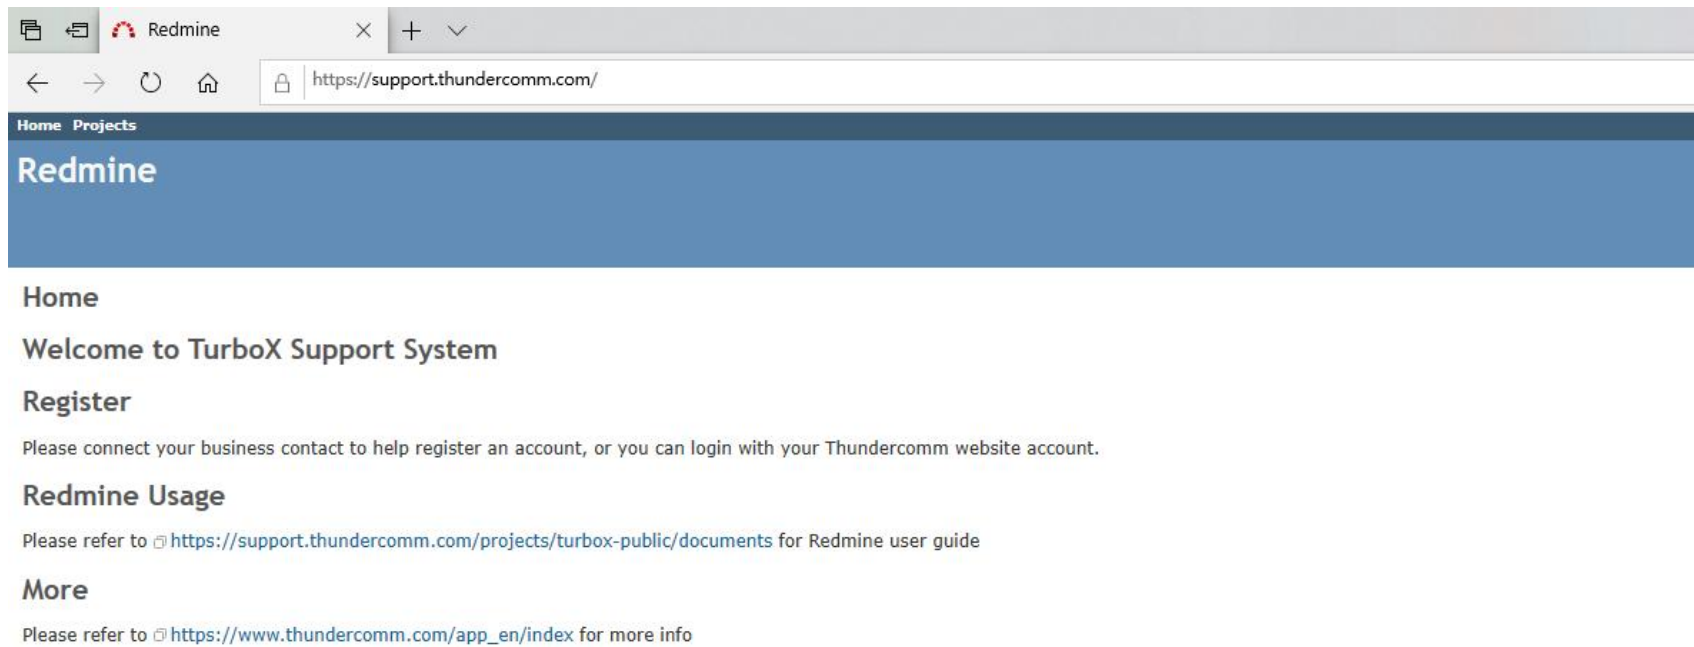 Redmine
https://support.thundercomm.com/
Home Projects
Redmine
Home
Welcome to TurboX Support System
Register
Please connect your business contact to help register an account, or you can login with your Thundercomm website account.
Redmine Usage
Please refer to https://support.thundercomm.com/projects/turbox-public/documents for Redmine user guide
More
Please refer to https://www.thundercomm.com/app_en/index for more info